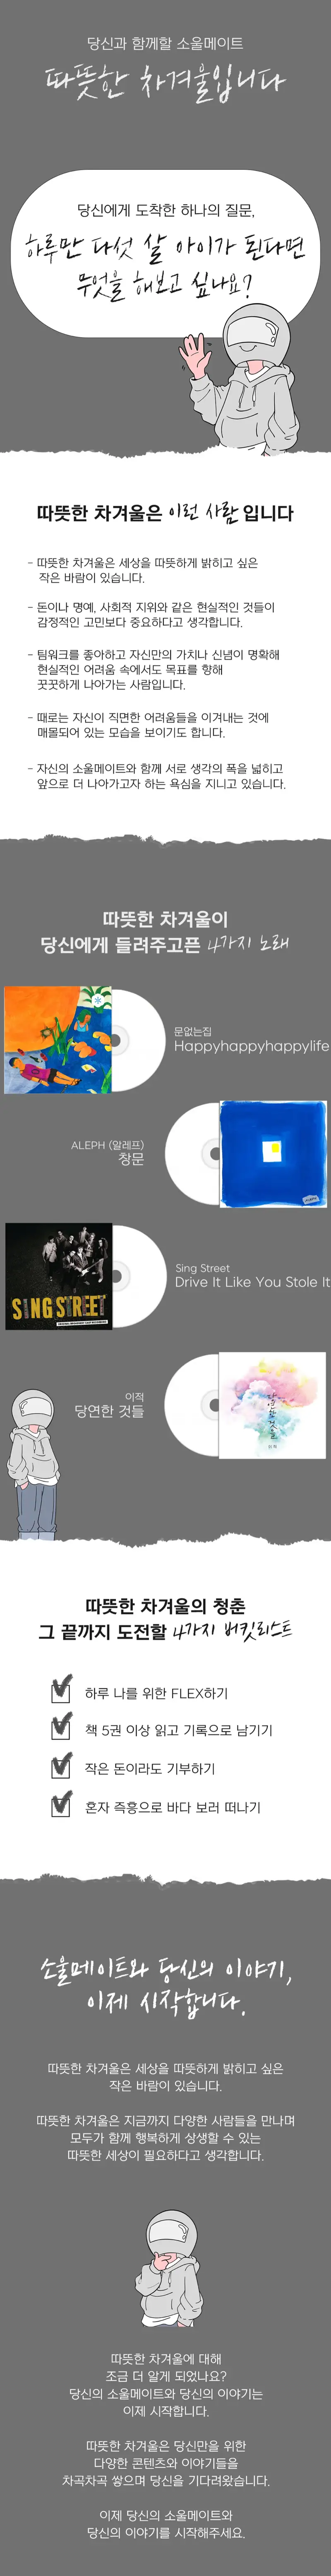 당신과 함께할 소울메이트
따뜻한 차겨울입니다
당신에게 도착한 하나의 질문,
하루만 다섯 살 아이가 된다면
무엇을 해보고 싶나요?
따뜻한 차겨울은 이런 사람 입니다
- 따뜻한 차겨울은 세상을 따뜻하게 밝히고 싶은
작은 바람이 있습니다.
- 돈이나 명예, 사회적 지위와 같은 현실적인 것들이
감정적인 고민보다 중요하다고 생각합니다.
- 팀워크를 좋아하고 자신만의 가치나 신념이 명확해
현실적인 어려움 속에서도 목표를 향해
꿋꿋하게 나아가는 사람입니다.
- 때로는 자신이 직면한 어려움들을 이겨내는 것에
매몰되어 있는 모습을 보이기도 합니다.
- 자신의 소울메이트와 함께 서로 생각의 폭을 넓히고
앞으로 더 나아가고자 하는 욕심을 지니고 있습니다.
따뜻한 차겨울이
당신에게 들려주고픈 4가지 노래
문없는집
Happyhappyhappylife
ALEPH (알레프)
창문
SING STREET
Sing Street
Drive It Like You Stole It
이적
당연한 것들
당연한 것들
이적
따뜻한 차겨울의 청춘
그 끝까지 도전할 4가지 버킷리스트
하루 나를 위한 FLEX하기
책 5권 이상 읽고 기록으로 남기기
작은 돈이라도 기부하기
혼자 즉흥으로 바다 보러 떠나기
소울메이트와 당신의 이야기,
이제 시작합니다.
따뜻한 차겨울은 세상을 따뜻하게 밝히고 싶은
작은 바람이 있습니다.
따뜻한 차겨울은 지금까지 다양한 사람들을 만나며
모두가 함께 행복하게 상생할 수 있는
따뜻한 세상이 필요하다고 생각합니다.
따뜻한 차겨울에 대해
조금 더 알게 되었나요?
당신의 소울메이트와 당신의 이야기는
이제 시작합니다.
따뜻한 차겨울은 당신만을 위한
다양한 콘텐츠와 이야기들을
차곡차곡 쌓으며 당신을 기다려왔습니다.
이제 당신의 소울메이트와
당신의 이야기를 시작해주세요.